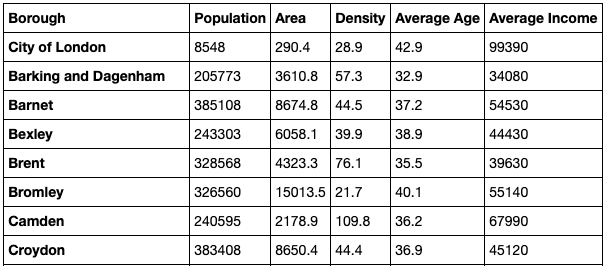 Borough Population Area Density Average Age Average Income
City of London 8548 290.4 28.9 42.9 99390
Barking and Dagenham 205773 3610.8 57.3 32.9 34080
Barnet 385108 8674.8 44.5 37.2 54530
Bexley 243303 6058.1 39.9 38.9 44430
Brent 328568 4323.3 76.1 35.5 39630
Bromley 326560 15013.5 21.7 40.1 55140
Camden 240595 2178.9 109.8 36.2 67990
Croydon 383408 8650.4 44.4 36.9 45120